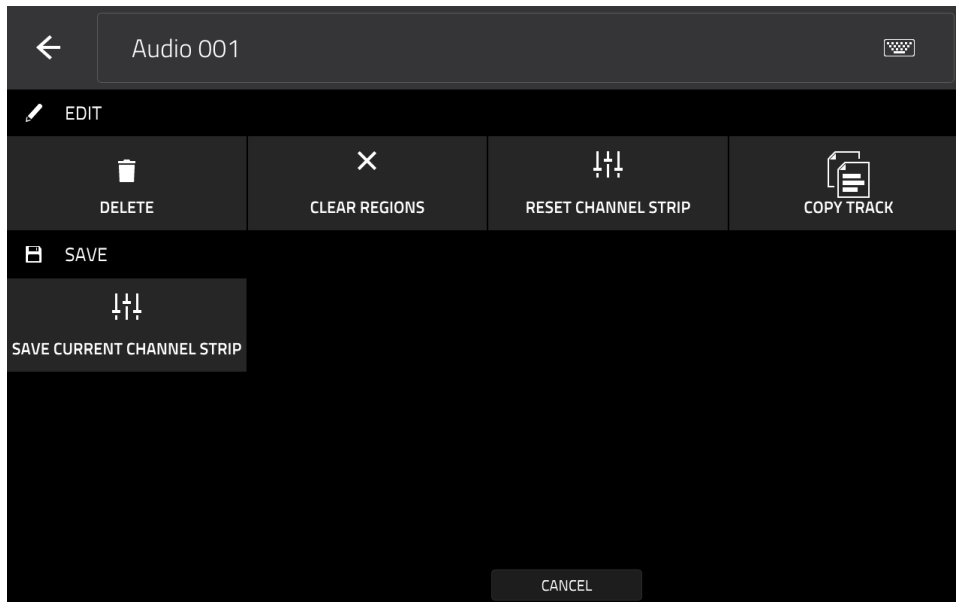 Audio 001
EDIT
DELETE
CLEAR REGIONS
RESET CHANNEL STRIP
COPY TRACK
SAVE
SAVE CURRENT CHANNEL STRIP
CANCEL